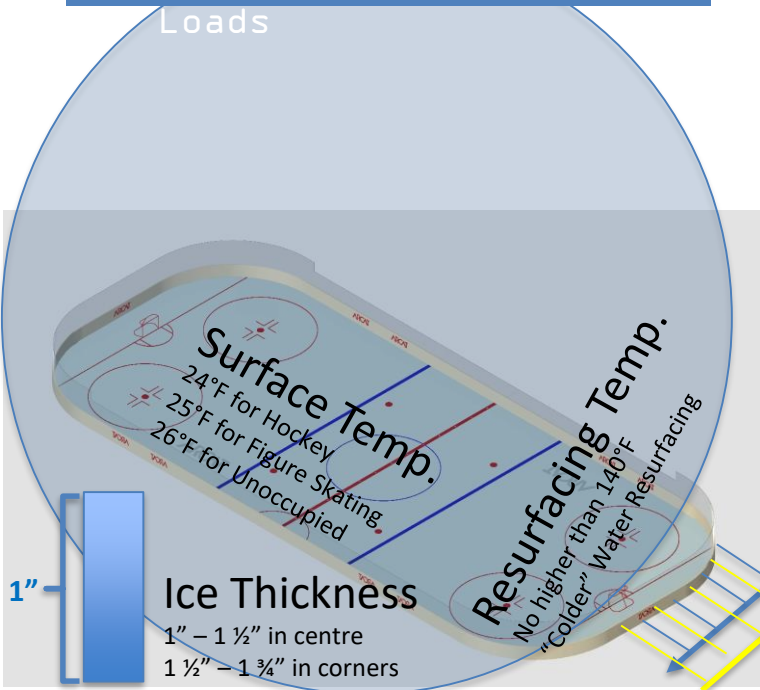 Loads
Surface Temp.
24°F for Hockey
25°F for Figure Skating
26°F for Unoccupied
Resurfacing Temp.
No higher than 140°F
“Colder” Water Resurfacing
1”
Ice Thickness
1” – 1 ½” in centre
1 ½” – 1 ¾” in corners